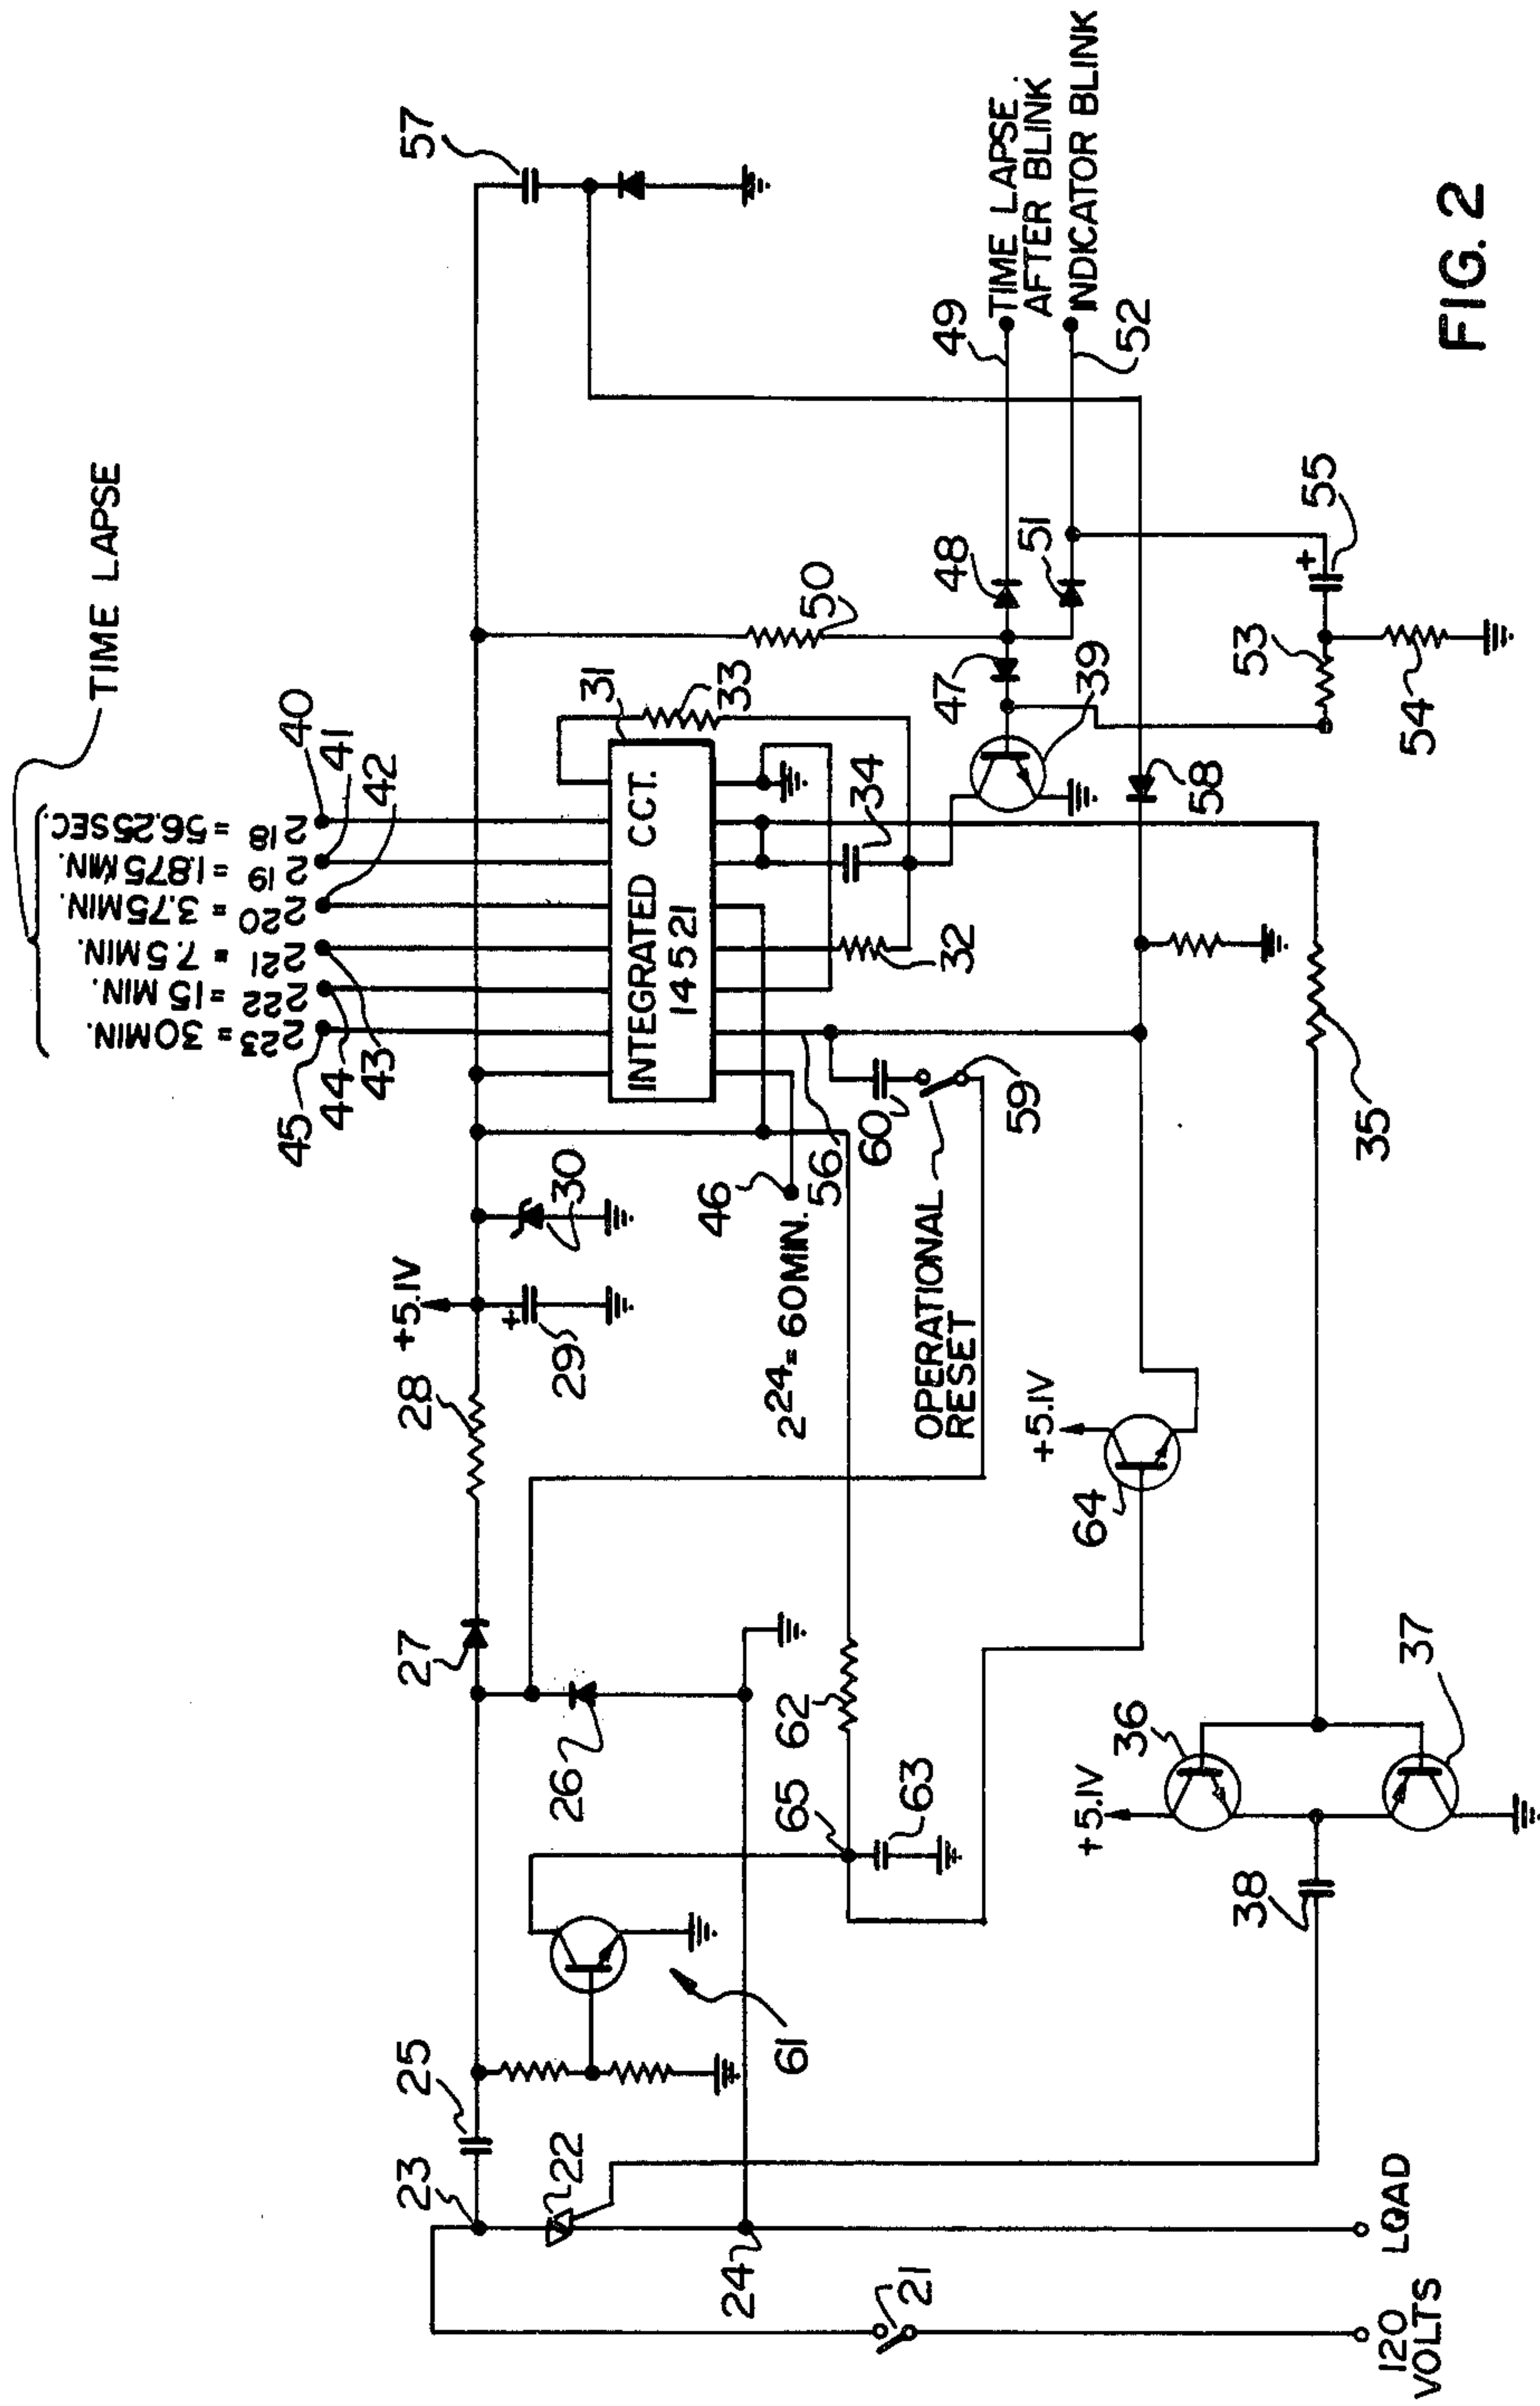 TIME LAPSE
2^23 = 30 MIN.
2^22 = 15 MIN.
2^21 = 7.5 MIN.
2^20 = 3.75 MIN.
2^19 = 1.875 MIN.
2^18 = 56.25 SEC.
45
44
43
42
41
40
57
+5.1V
23
25
27
28
29
30
31
33
INTEGRATED CCT.
14521
22
61
26
50
24
65
62
63
2^24 = 60 MIN.
46
56
60
32
34
48
47
39
51
49
TIME LAPSE
AFTER BLINK
52
INDICATOR BLINK
OPERATIONAL
RESET
59
58
+5.1V
64
21
38
+5.1V
36
37
35
53
54
55
120
VOLTS
LOAD
FIG. 2